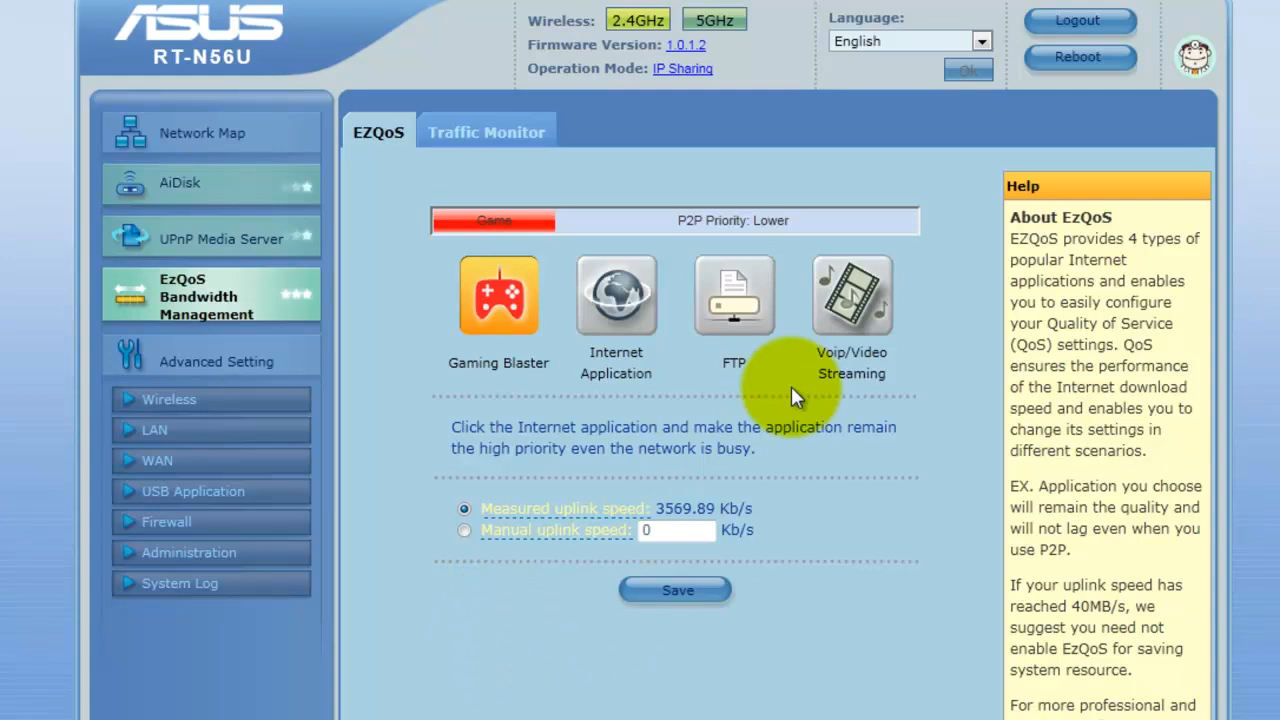 ASUS
RT-N56U
Wireless: 2.4GHz 5GHz
Firmware Version: 1.0.1.2
Operation Mode: IP Sharing
Language:
English
Ok
Logout
Reboot
Network Map
AiDisk
UPnP Media Server
EzQoS
Bandwidth
Management
Advanced Setting
Wireless
LAN
WAN
USB Application
Firewall
Administration
System Log
EZQoS Traffic Monitor
Game P2P Priority: Lower
Gaming Blaster
Internet
Application
FTP
Voip/Video
Streaming
Click the Internet application and make the application remain
the high priority even the network is busy.
Measured uplink speed: 3569.89 Kb/s
Manual uplink speed: 0 Kb/s
Save
Help
About EzQoS
EZQoS provides 4 types of
popular Internet
applications and enables
you to easily configure
your Quality of Service
(QoS) settings. QoS
ensures the performance
of the Internet download
speed and enables you to
change its settings in
different scenarios.
EX. Application you choose
will remain the quality and
will not lag even when you
use P2P.
If your uplink speed has
reached 40MB/s, we
suggest you need not
enable EzQoS for saving
system resource.
For more professional and